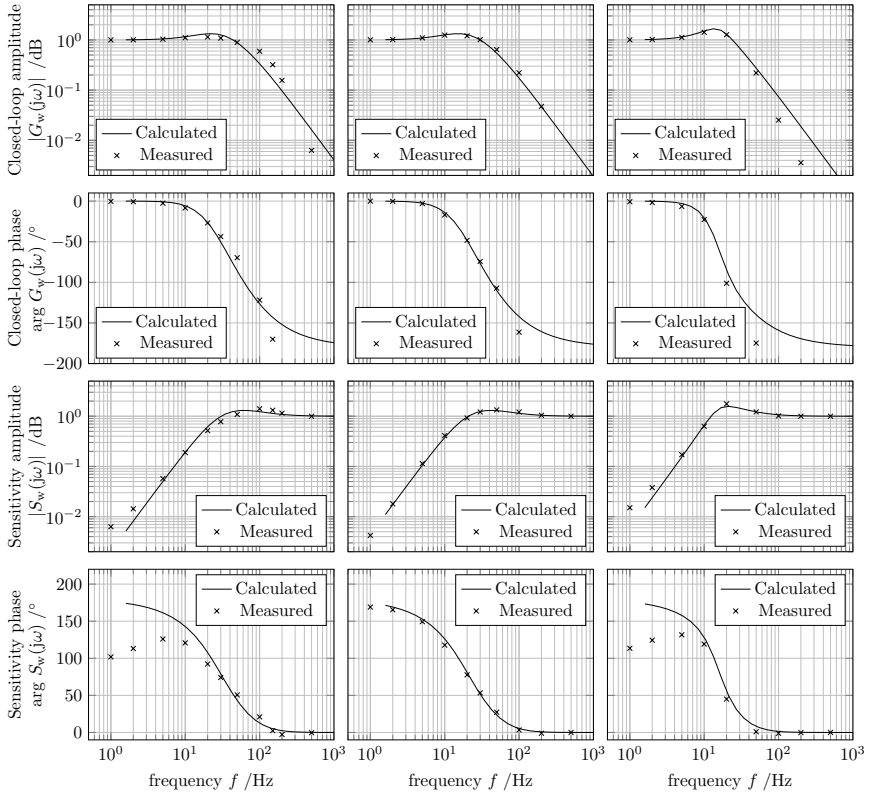 Closed-loop amplitude
|G_w(jω)| /dB
10^0
10^−1
10^−2
Calculated
Measured
Calculated
Measured
Calculated
Measured
Closed-loop phase
arg G_w(jω) /°
0
−50
−100
−150
−200
Calculated
Measured
Calculated
Measured
Calculated
Measured
Sensitivity amplitude
|S_w(jω)| /dB
10^0
10^−1
10^−2
Calculated
Measured
Calculated
Measured
Calculated
Measured
Sensitivity phase
arg S_w(jω) /°
200
150
100
50
0
Calculated
Measured
Calculated
Measured
Calculated
Measured
10^0 10^1 10^2 10^3 10^0 10^1 10^2 10^3 10^0 10^1 10^2 10^3
frequency f /Hz frequency f /Hz frequency f /Hz